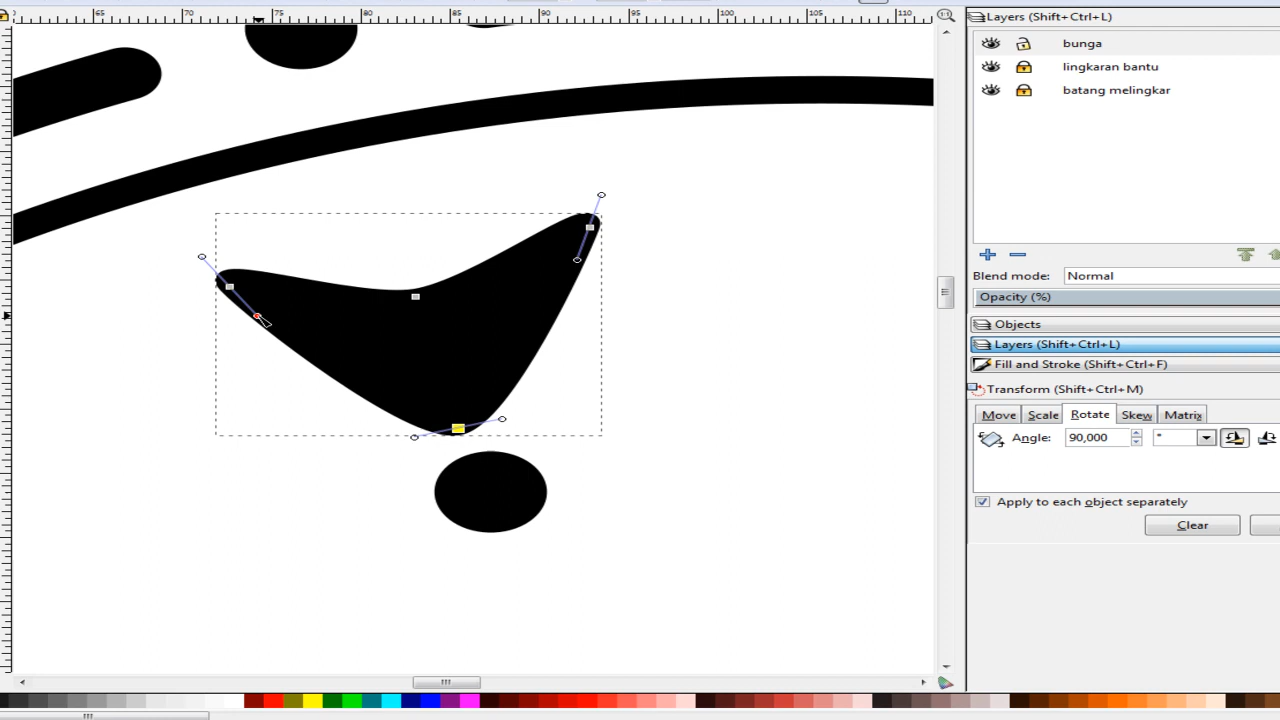 65 70 75 80 85 90 95 100 105 110
1:1
Layers (Shift+Ctrl+L)
bunga
lingkaran bantu
batang melingkar
Blend mode: Normal
Opacity (%)
Objects
Layers (Shift+Ctrl+L)
Fill and Stroke (Shift+Ctrl+F)
Transform (Shift+Ctrl+M)
Move Scale Rotate Skew Matrix
Angle: 90,000 °
Apply to each object separately
Clear